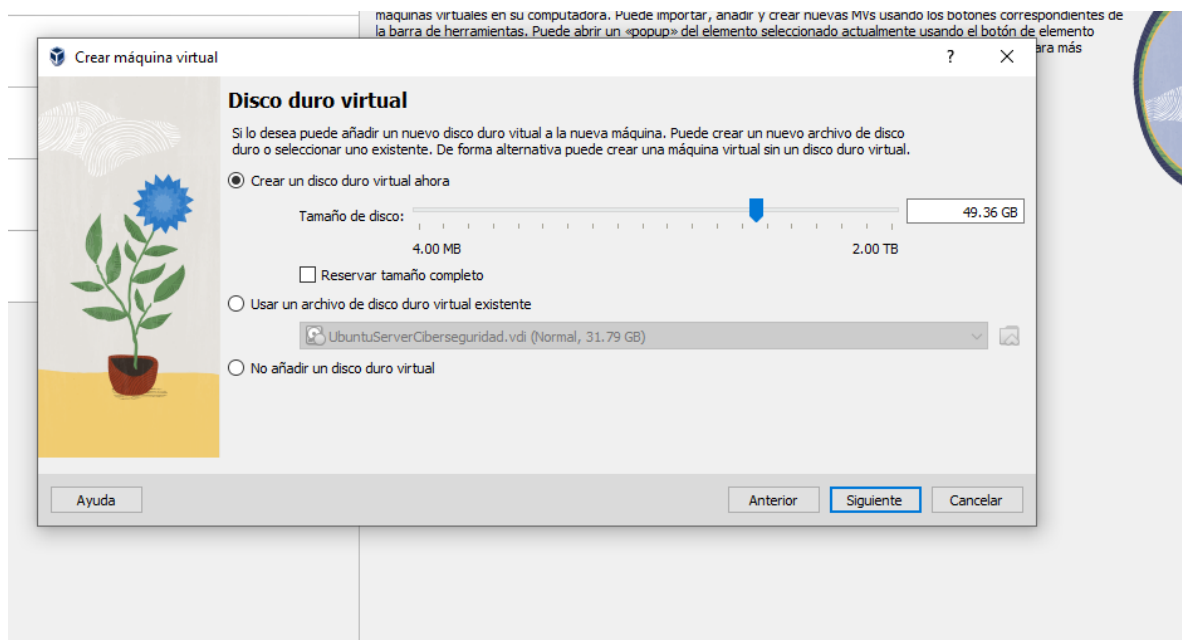 máquinas virtuales en su computadora. Puede importar, añadir y crear nuevas MVs usando los botones correspondientes de
la barra de herramientas. Puede abrir un «popup» del elemento seleccionado actualmente usando el botón de elemento
ara más
Crear máquina virtual
?
Disco duro virtual
Si lo desea puede añadir un nuevo disco duro vitual a la nueva máquina. Puede crear un nuevo archivo de disco
duro o seleccionar uno existente. De forma alternativa puede crear una máquina virtual sin un disco duro virtual.
Crear un disco duro virtual ahora
Tamaño de disco:
49.36 GB
4.00 MB
2.00 TB
Reservar tamaño completo
Usar un archivo de disco duro virtual existente
UbuntuServerCiberseguridad.vdi (Normal, 31.79 GB)
No añadir un disco duro virtual
Ayuda
Anterior
Siguiente
Cancelar